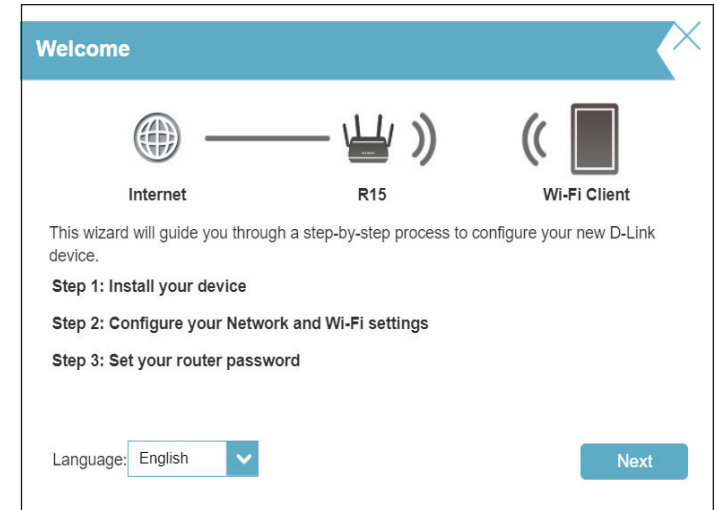 Welcome
Internet
R15
Wi-Fi Client
This wizard will guide you through a step-by-step process to configure your new D-Link
device.
Step 1: Install your device
Step 2: Configure your Network and Wi-Fi settings
Step 3: Set your router password
Language: English
Next